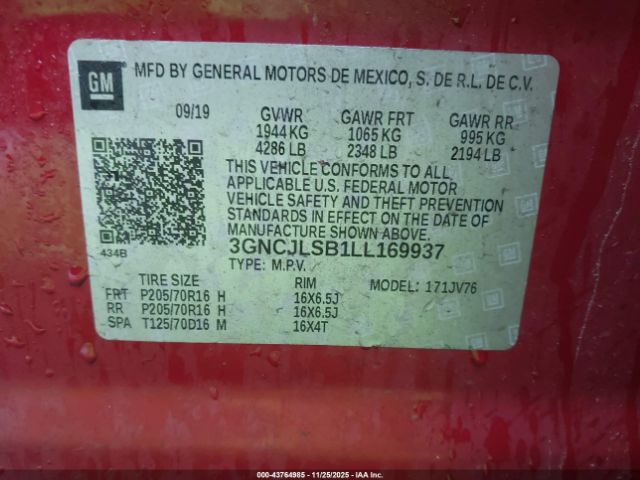 GM
MFD BY GENERAL MOTORS DE MEXICO, S. DE R.L. DE C.V.
09/19 GVWR GAWR FRT GAWR RR
1944 KG 1065 KG 995 KG
4286 LB 2348 LB 2194 LB
THIS VEHICLE CONFORMS TO ALL
APPLICABLE U.S. FEDERAL MOTOR
VEHICLE SAFETY AND THEFT PREVENTION
STANDARDS IN EFFECT ON THE DATE OF
MANUFACTURE SHOWN ABOVE.
434B 3GNCJLSB1LL169937
TYPE: M.P.V. MODEL: 171JV76
TIRE SIZE RIM
FRT P205/70R16 H 16X6.5J
RR P205/70R16 H 16X6.5J
SPA T125/70D16 M 16X4T
000-43764985 - 11/25/2025 - IAA Inc.